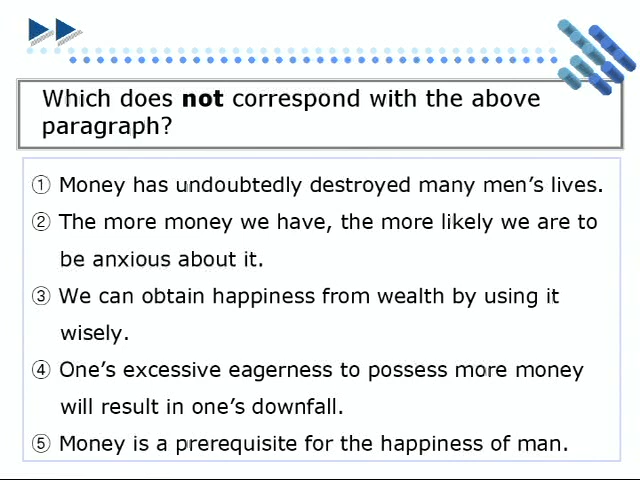 Which does not correspond with the above
paragraph?
① Money has undoubtedly destroyed many men's lives.
② The more money we have, the more likely we are to
be anxious about it.
③ We can obtain happiness from wealth by using it
wisely.
④ One's excessive eagerness to possess more money
will result in one's downfall.
⑤ Money is a prerequisite for the happiness of man.